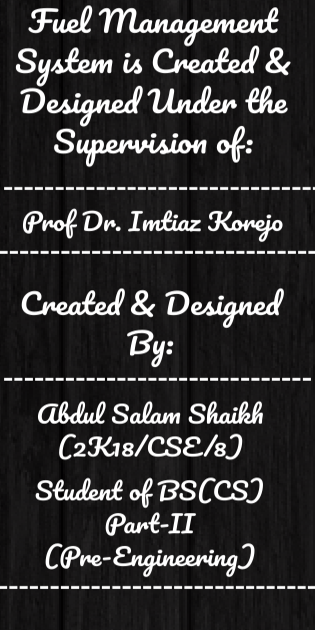 Fuel Management
System is Created &
Designed Under the
Supervision of:
Prof Dr. Imtiaz Korejo
Created & Designed
By:
Abdul Salam Shaikh
(2K18/CSE/8)
Student of BS(CS)
Part-II
(Pre-Engineering)